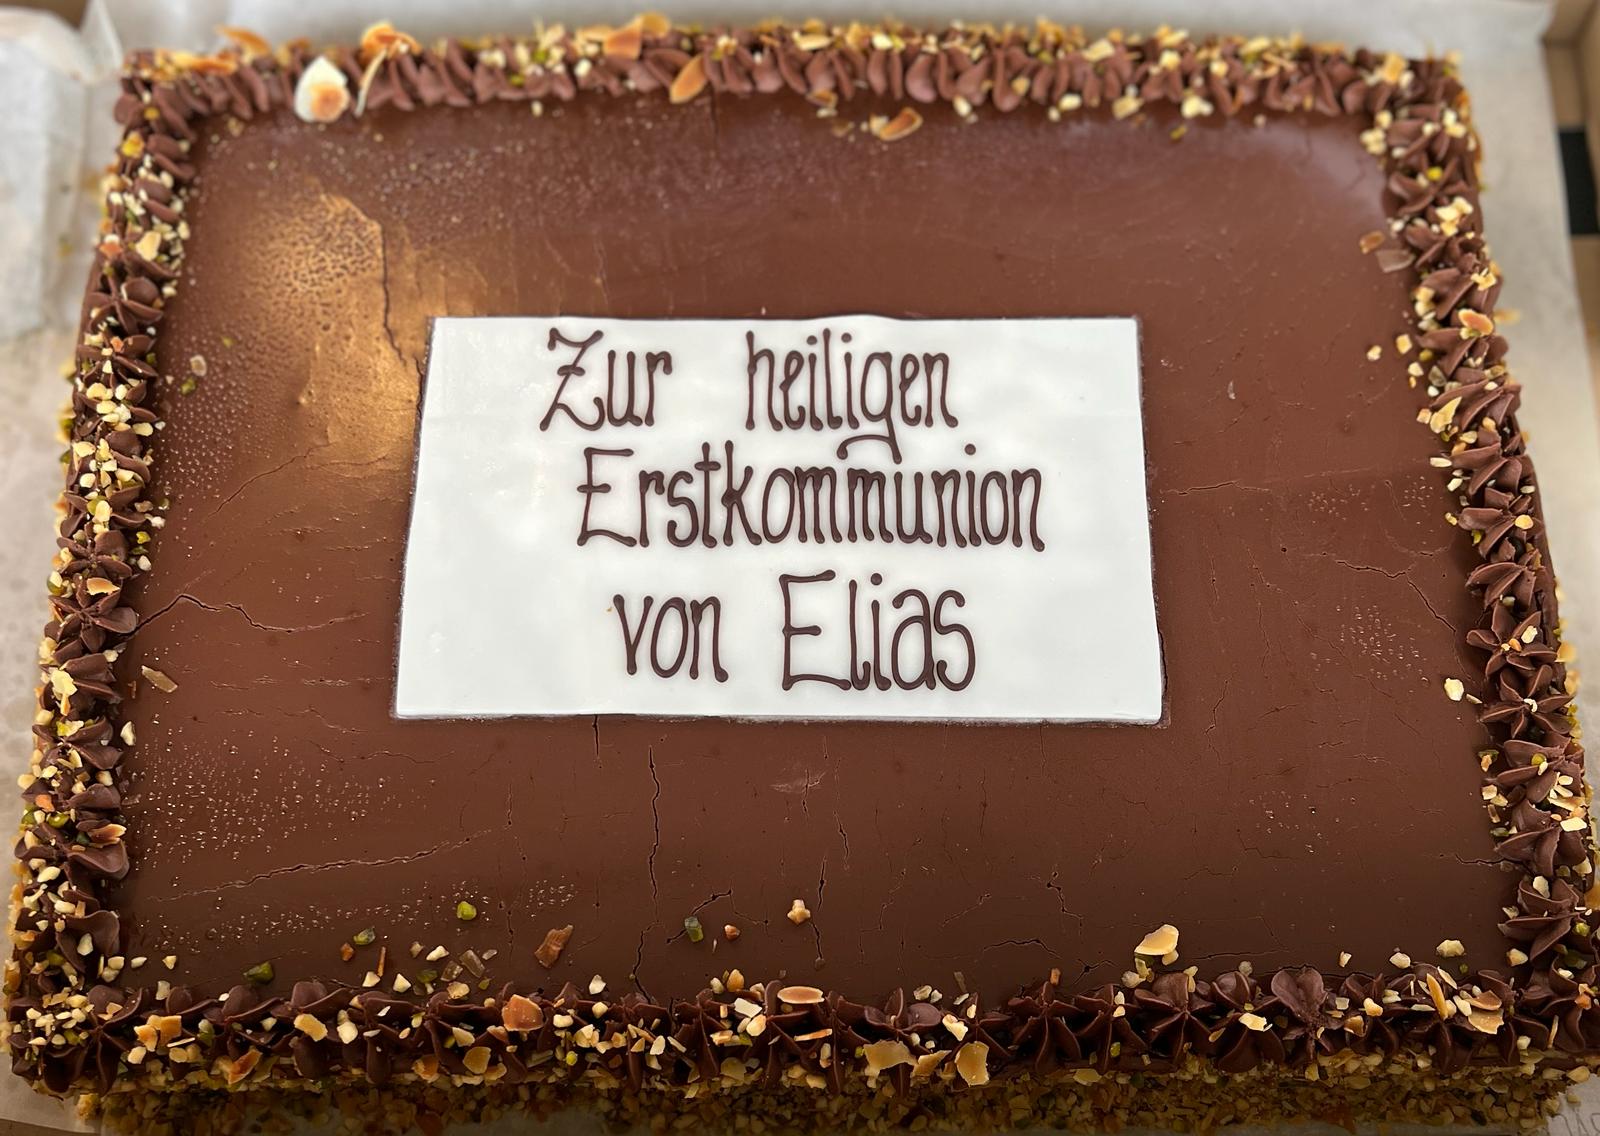 Zur heiligen
Erstkommunion
von Elias